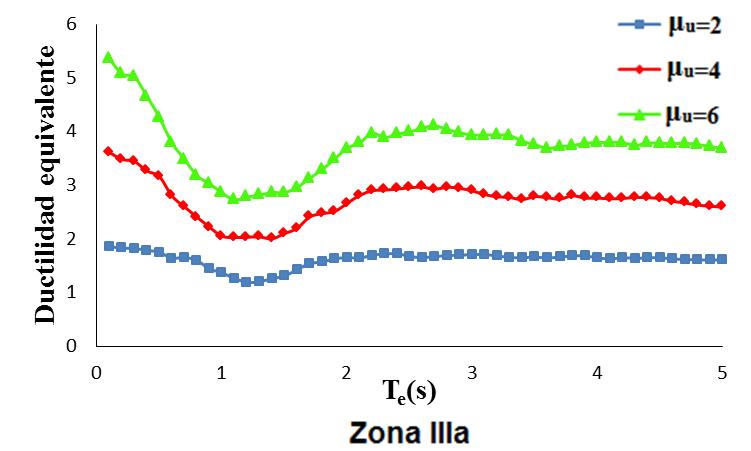 Ductilidad equivalente
6
5
4
3
2
1
0
0 1 2 3 4 5
μu=2
μu=4
μu=6
Te(s)
Zona IIIa